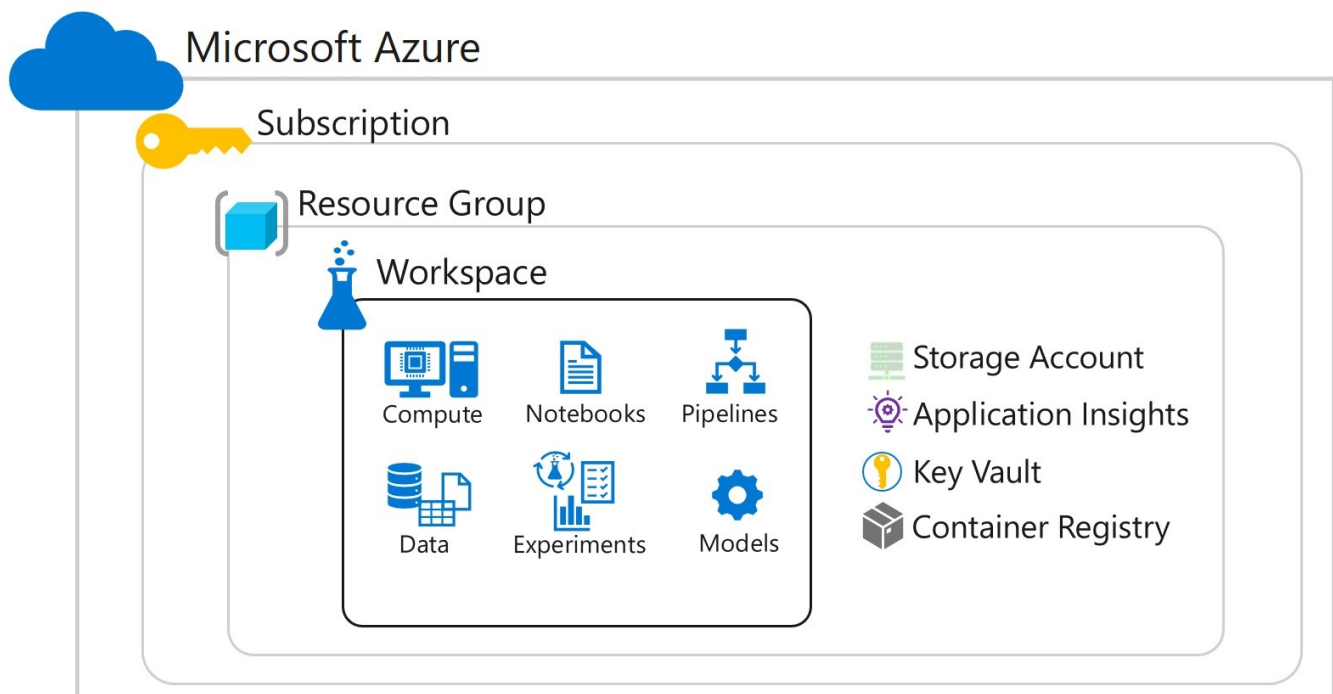 Microsoft Azure
Subscription
Resource Group
Workspace
Compute
Notebooks
Pipelines
Data
Experiments
Models
Storage Account
Application Insights
Key Vault
Container Registry